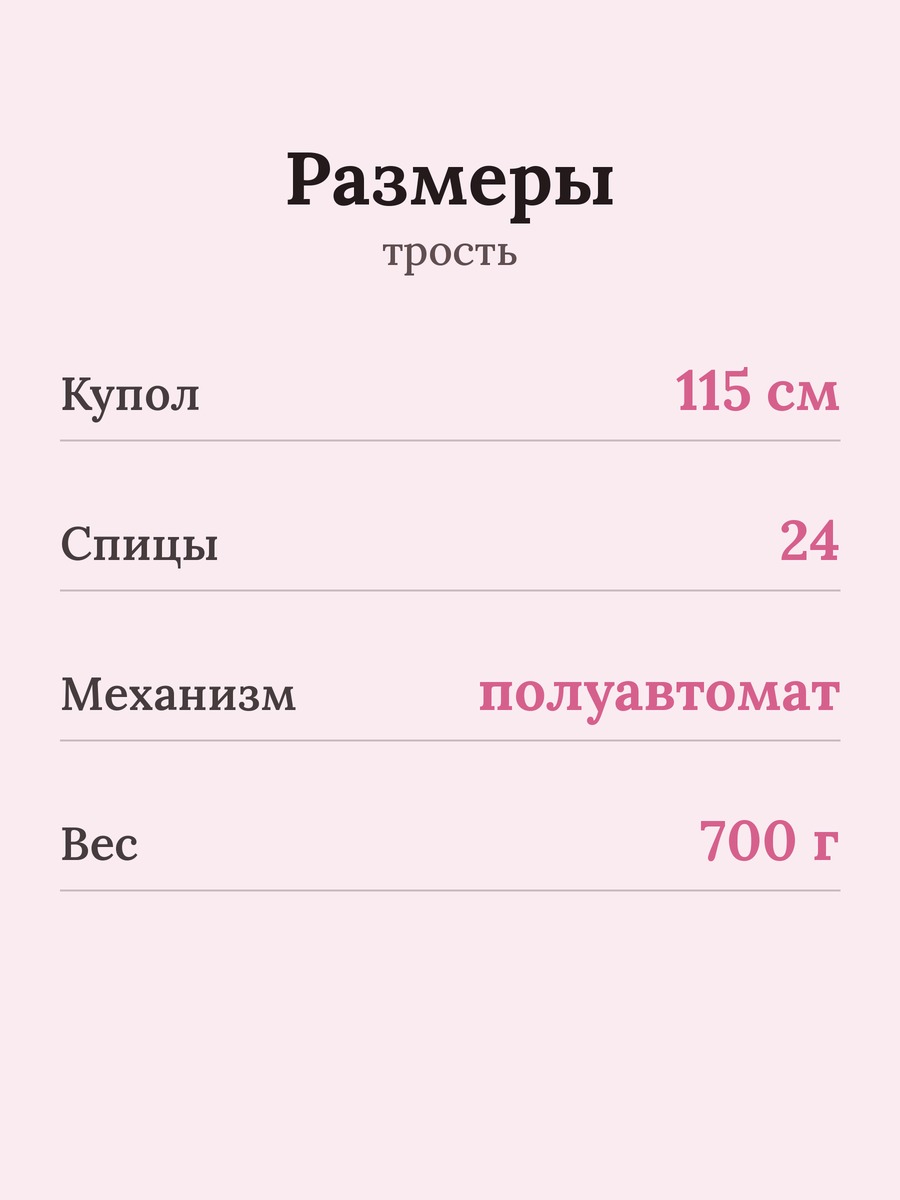 Размеры
трость
Купол 115 см
Спицы 24
Механизм полуавтомат
Вес 700 г